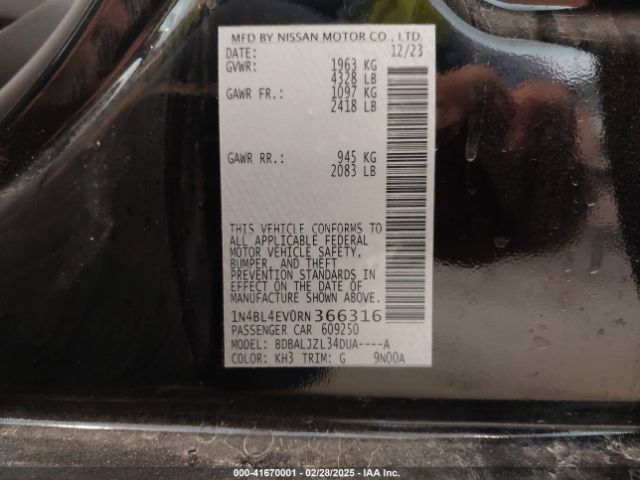 MFD BY NISSAN MOTOR CO., LTD.
DATE: 12/23
GVWR: 1963 KG
4328 LB
GAWR FR.: 1097 KG
2418 LB
GAWR RR.: 945 KG
2083 LB
THIS VEHICLE CONFORMS TO
ALL APPLICABLE FEDERAL
MOTOR VEHICLE SAFETY,
BUMPER, AND THEFT
PREVENTION STANDARDS IN
EFFECT ON THE DATE OF
MANUFACTURE SHOWN ABOVE.
1N4BL4EV0RN366316
PASSENGER CAR 609250
MODEL: BDBALJZL34DUA----A
COLOR: KH3 TRIM: G 9N00A
000-41670001 - 02/28/2025 - IAA Inc.